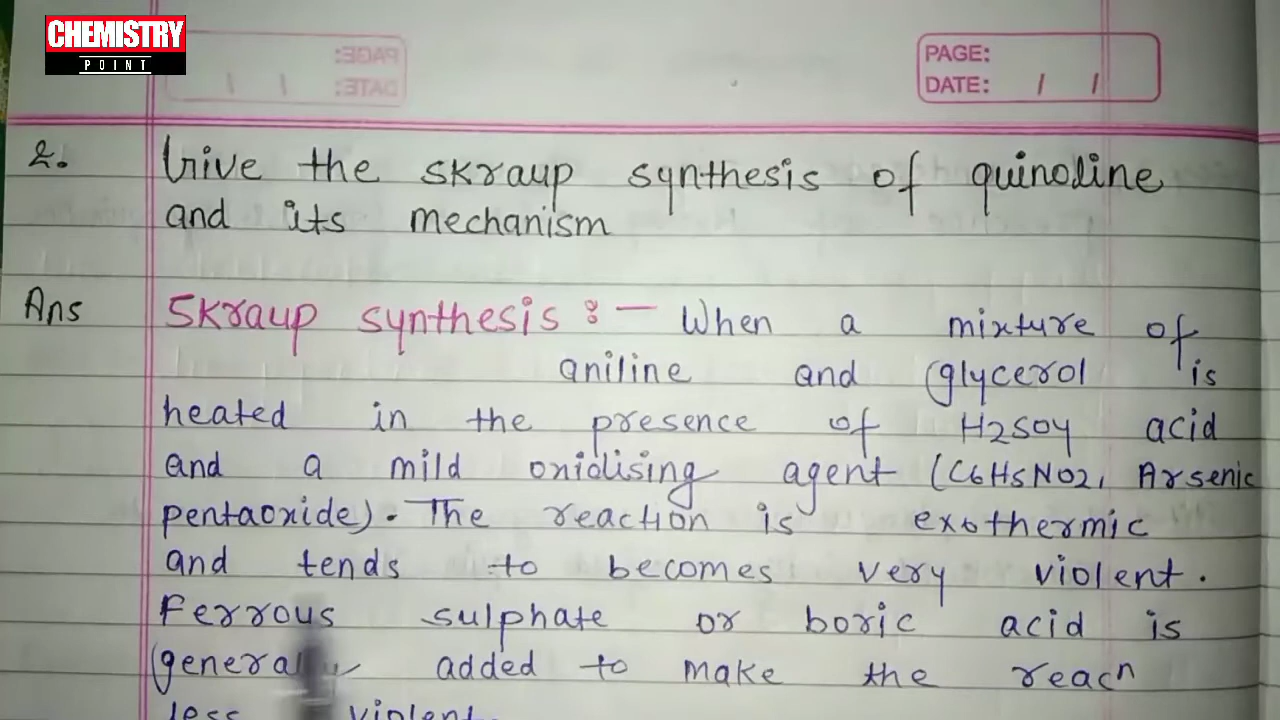 CHEMISTRY
POINT
PAGE:
DATE: / /
2. Give the skraup synthesis of quinoline
and its mechanism
Ans Skraup synthesis :- When a mixture of
aniline and glycerol is
heated in the presence of H2SO4 acid
and a mild oxidising agent (C6H5NO2, Arsenic
pentaoxide). The reaction is exothermic
and tends to becomes very violent.
Ferrous sulphate or boric acid is
added to make the reacn
less violent